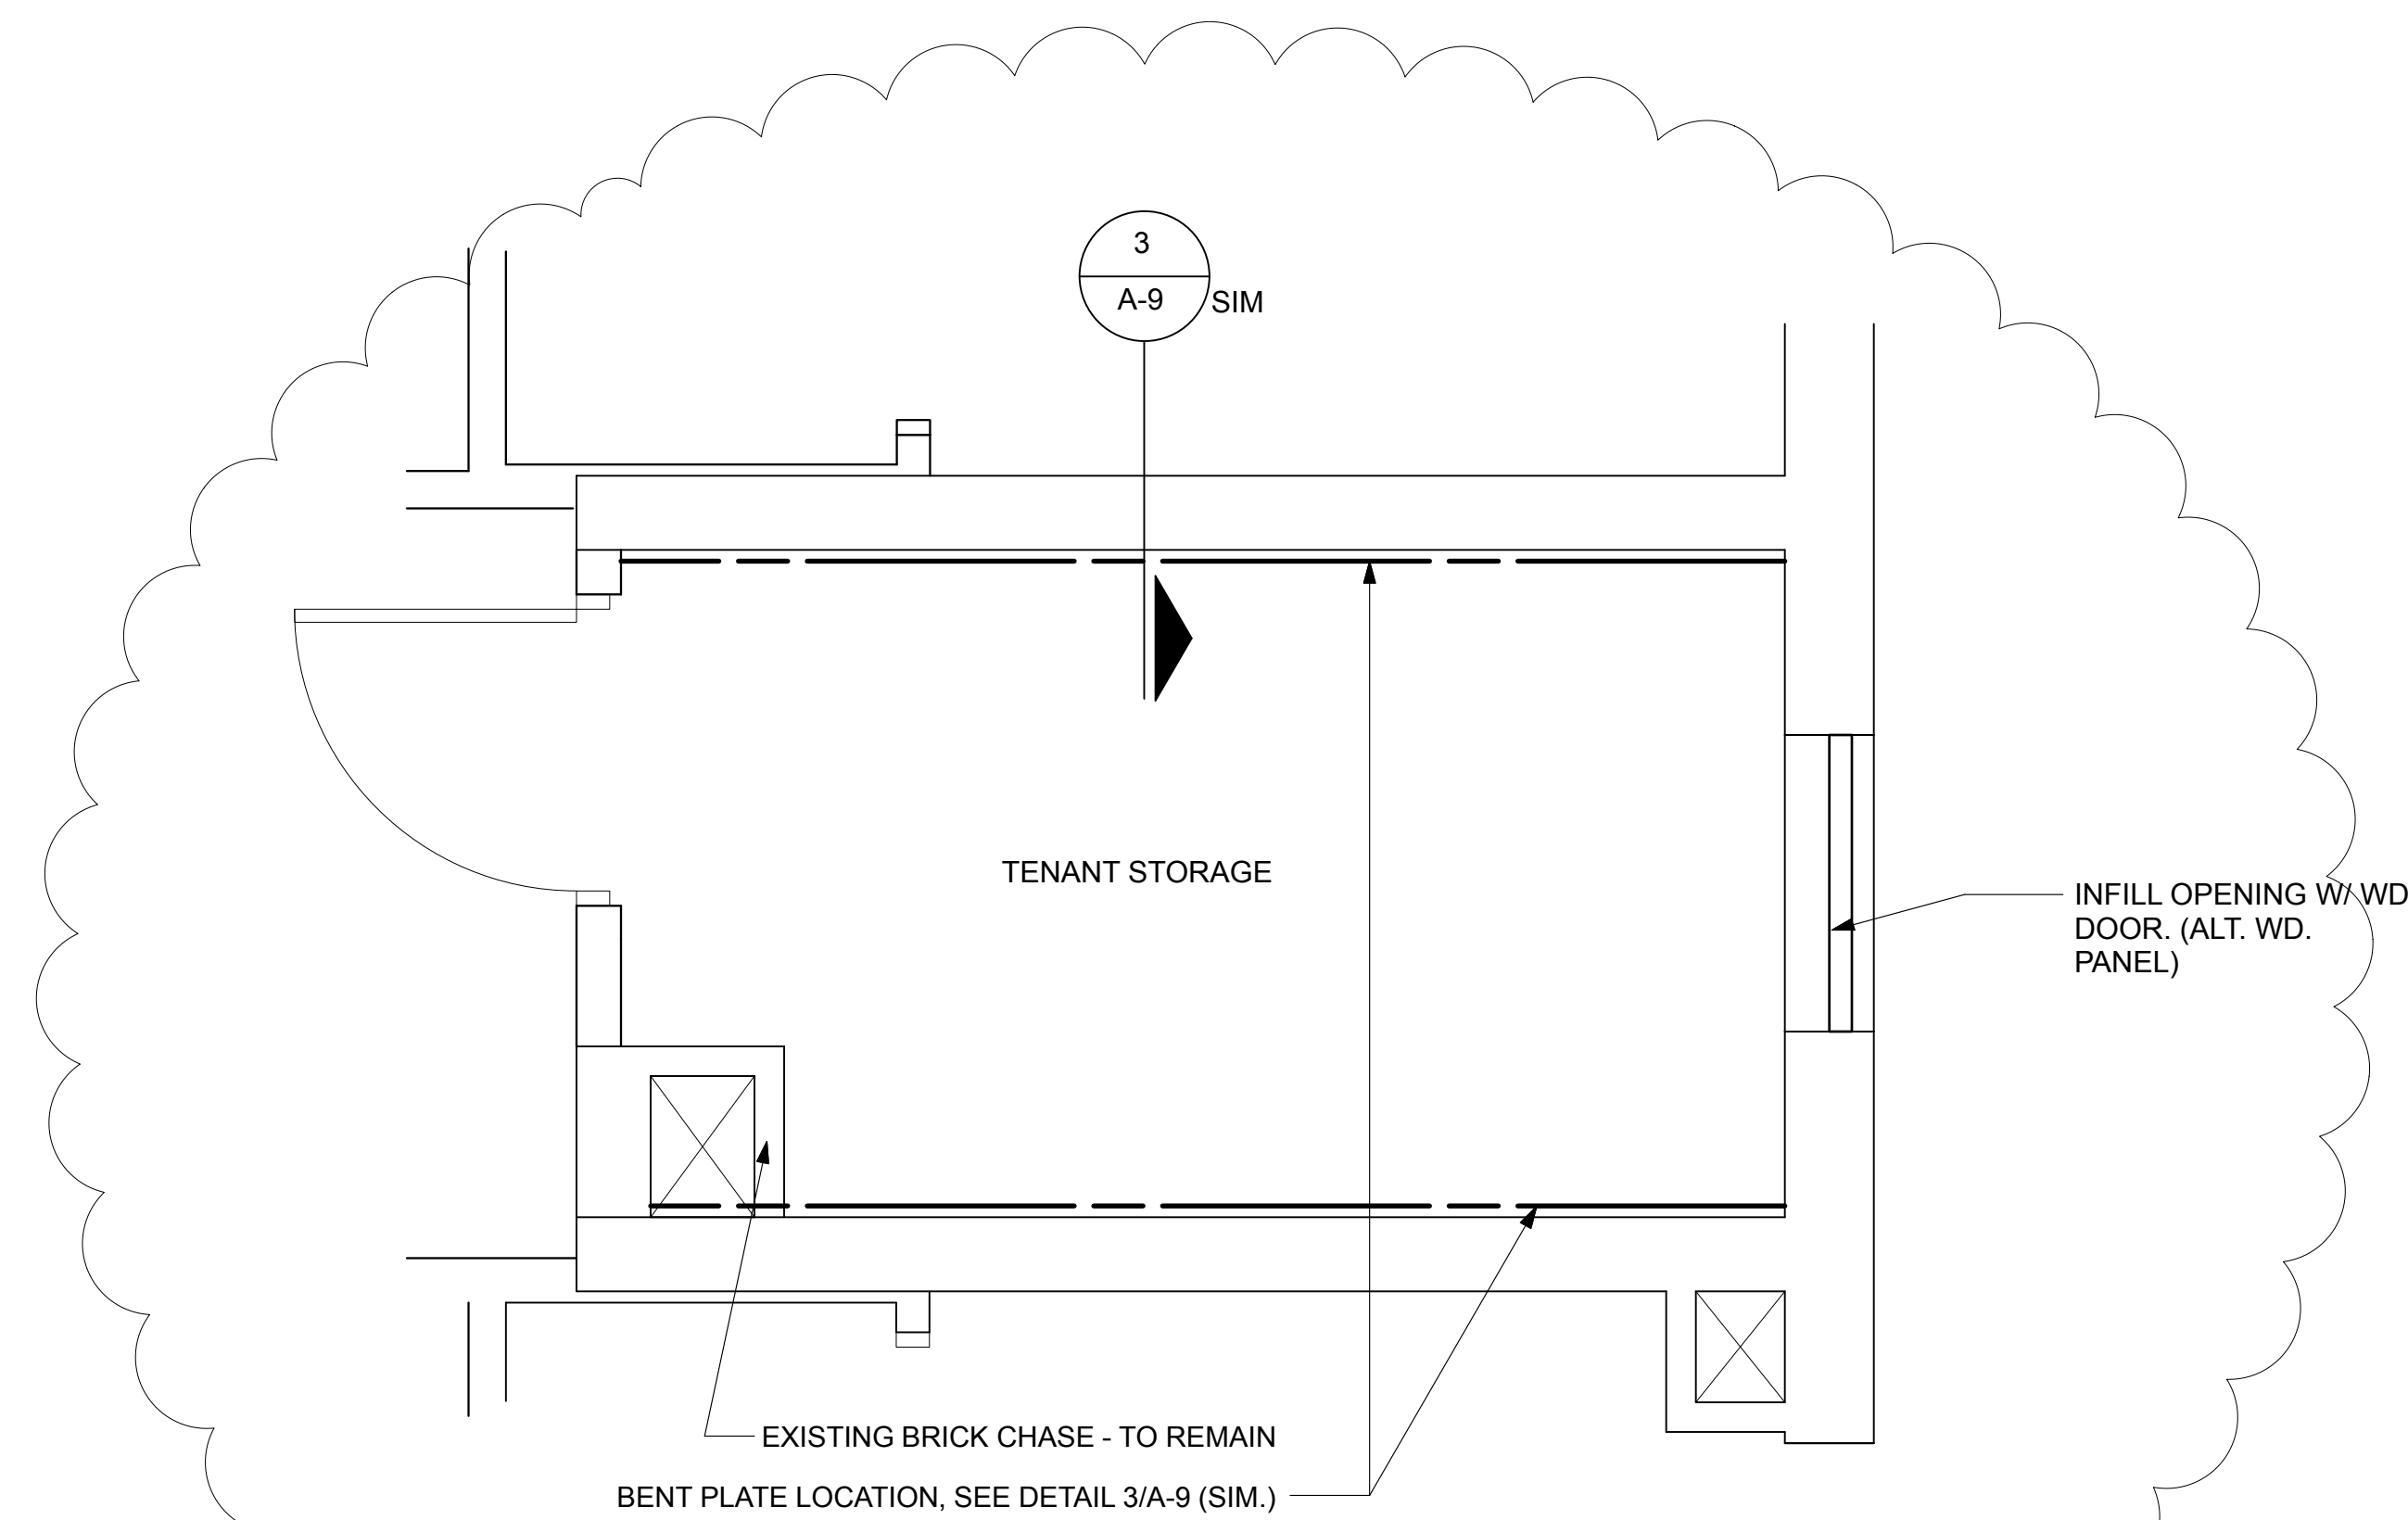 3
A-9
SIM
TENANT STORAGE
INFILL OPENING W/ WD
DOOR. (ALT. WD.
PANEL)
EXISTING BRICK CHASE - TO REMAIN
BENT PLATE LOCATION, SEE DETAIL 3/A-9 (SIM.)